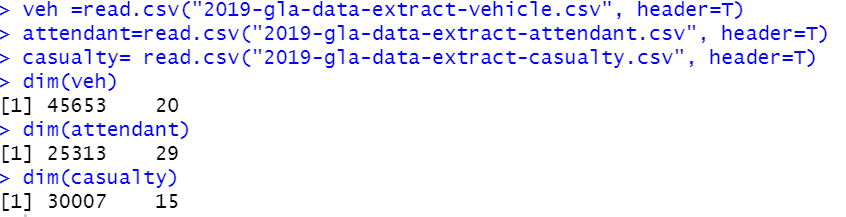 > veh =read.csv("2019-gla-data-extract-vehicle.csv", header=T)
> attendant=read.csv("2019-gla-data-extract-attendant.csv", header=T)
> casualty= read.csv("2019-gla-data-extract-casualty.csv", header=T)
> dim(veh)
[1] 45653    20
> dim(attendant)
[1] 25313    29
> dim(casualty)
[1] 30007    15